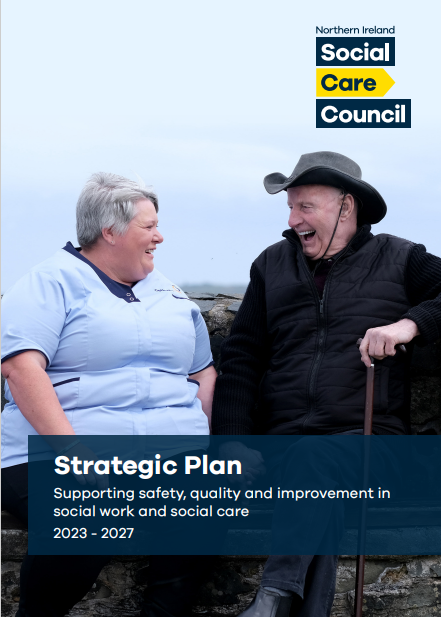 Northern Ireland
Social
Care
Council
Strategic Plan
Supporting safety, quality and improvement in
social work and social care
2023 - 2027